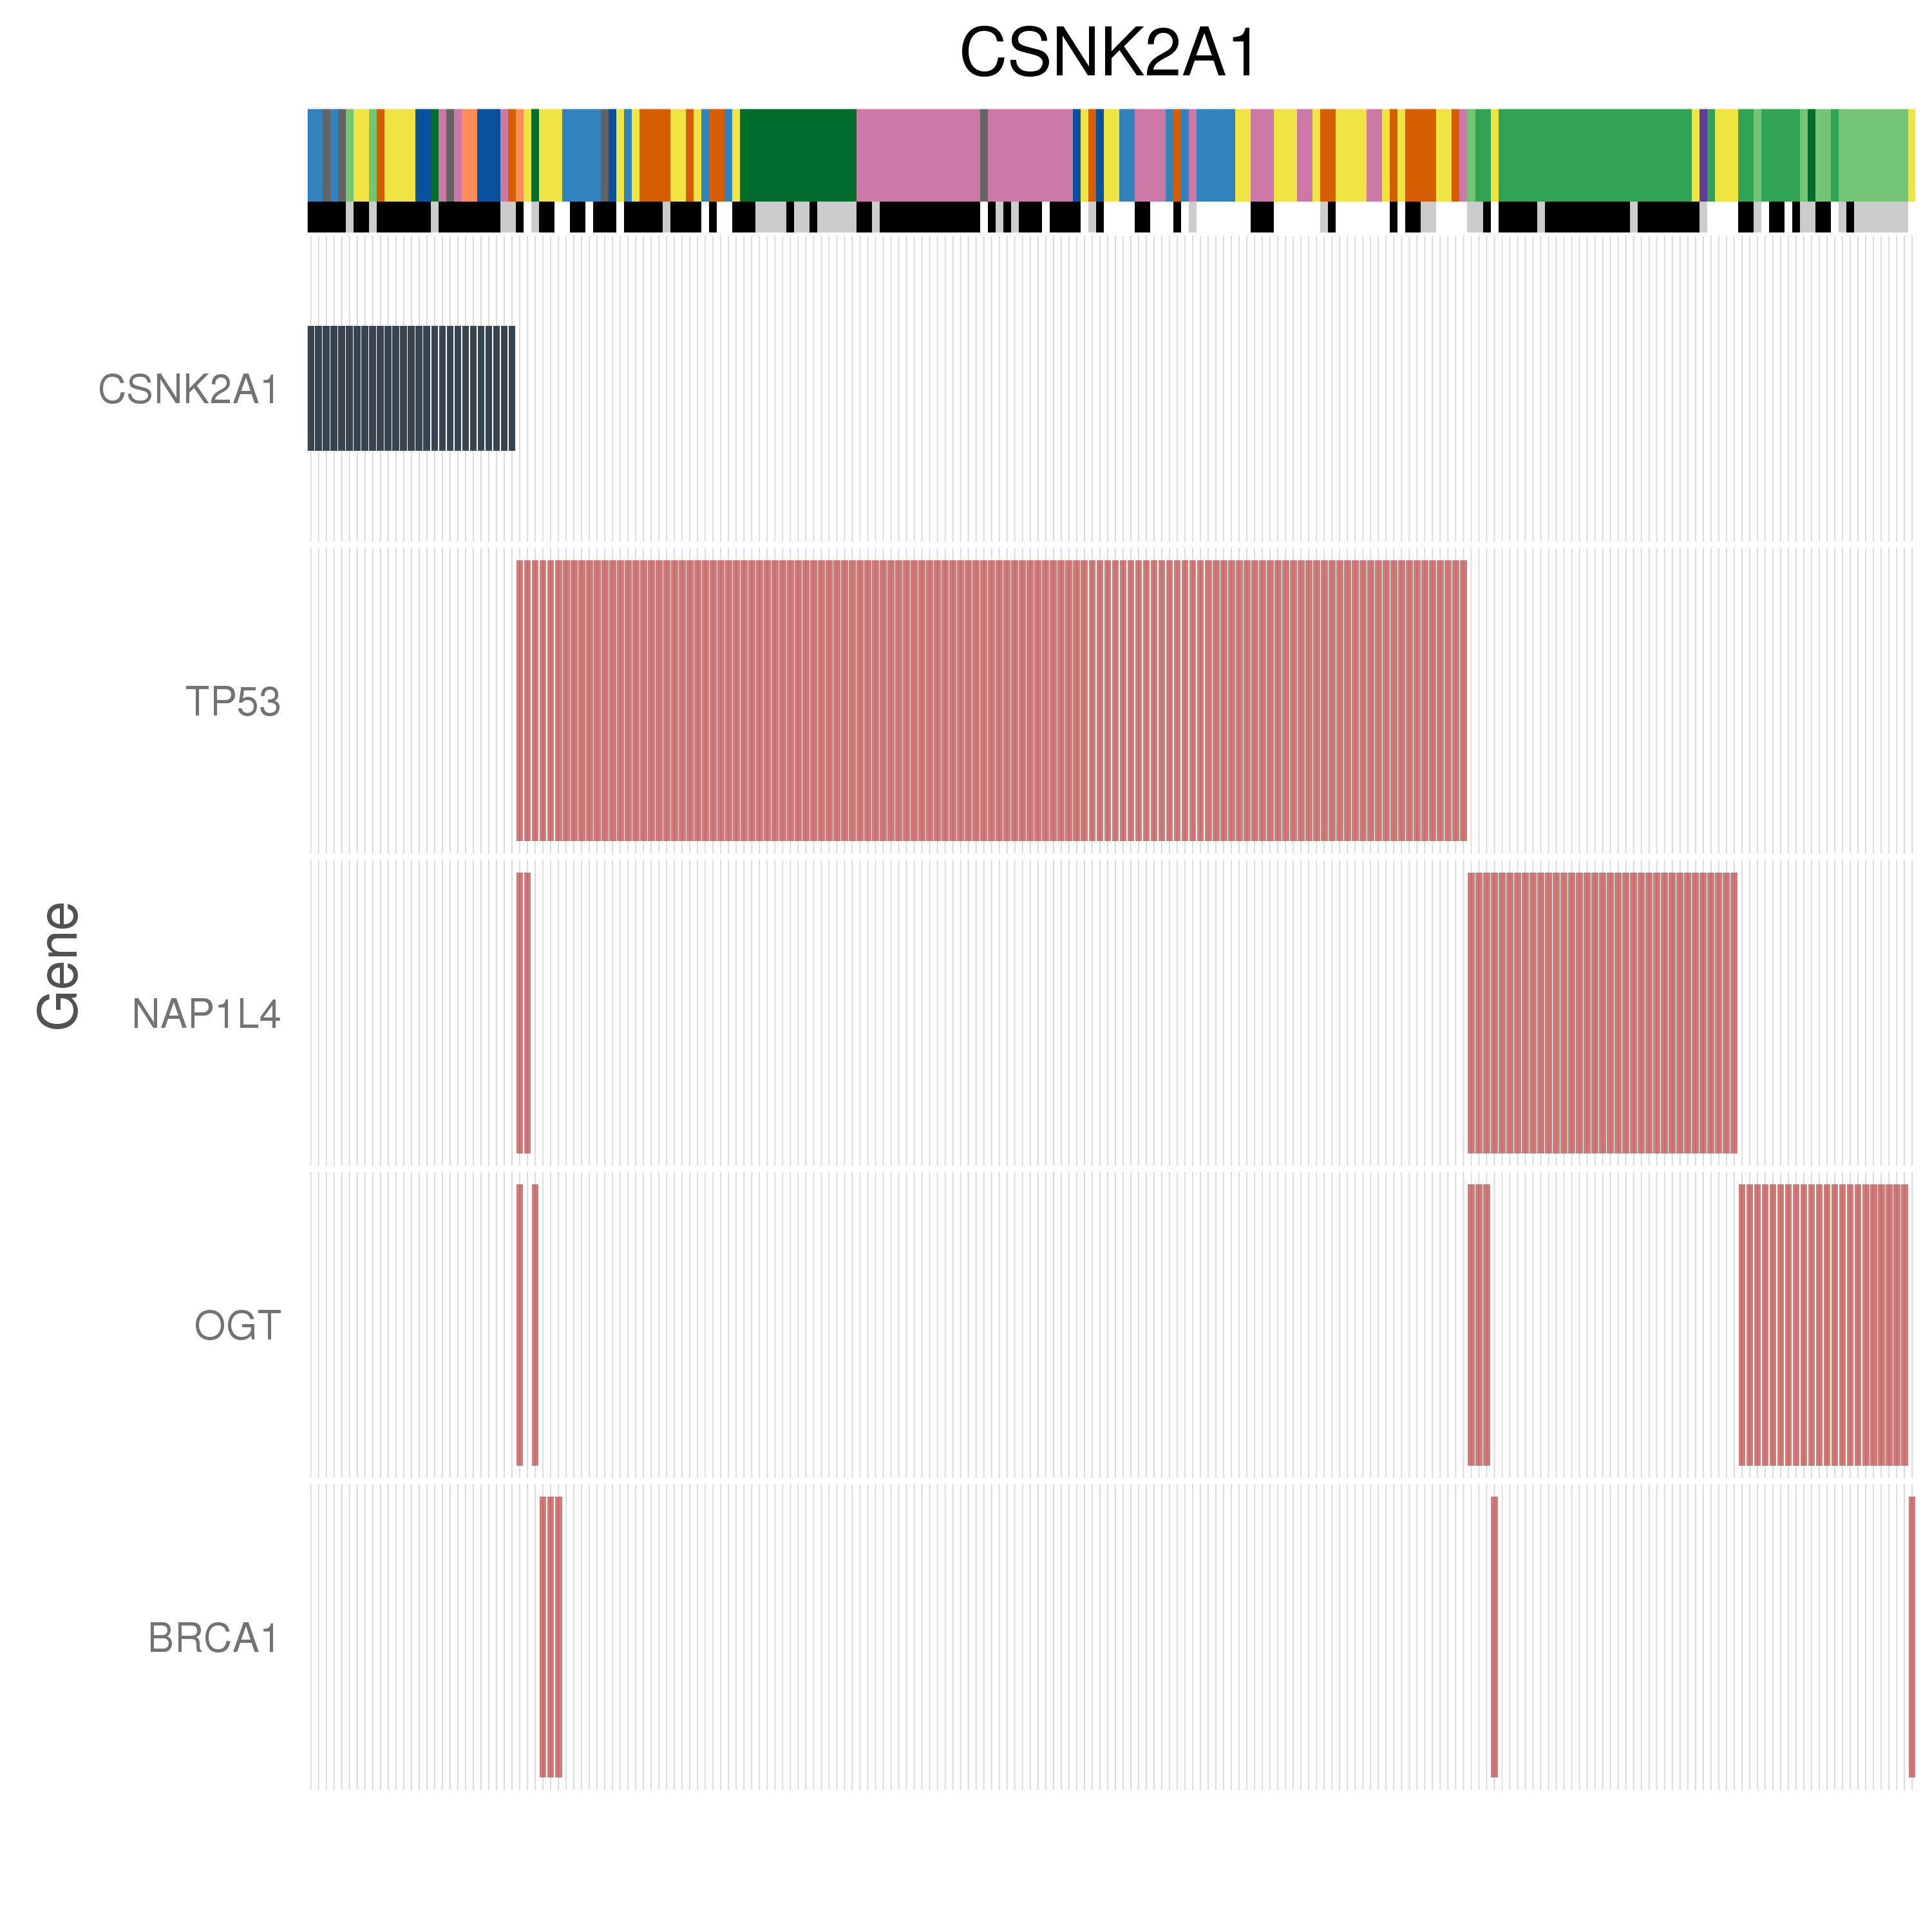 CSNK2A1
CSNK2A1
TP53
NAP1L4
OGT
BRCA1
Gene